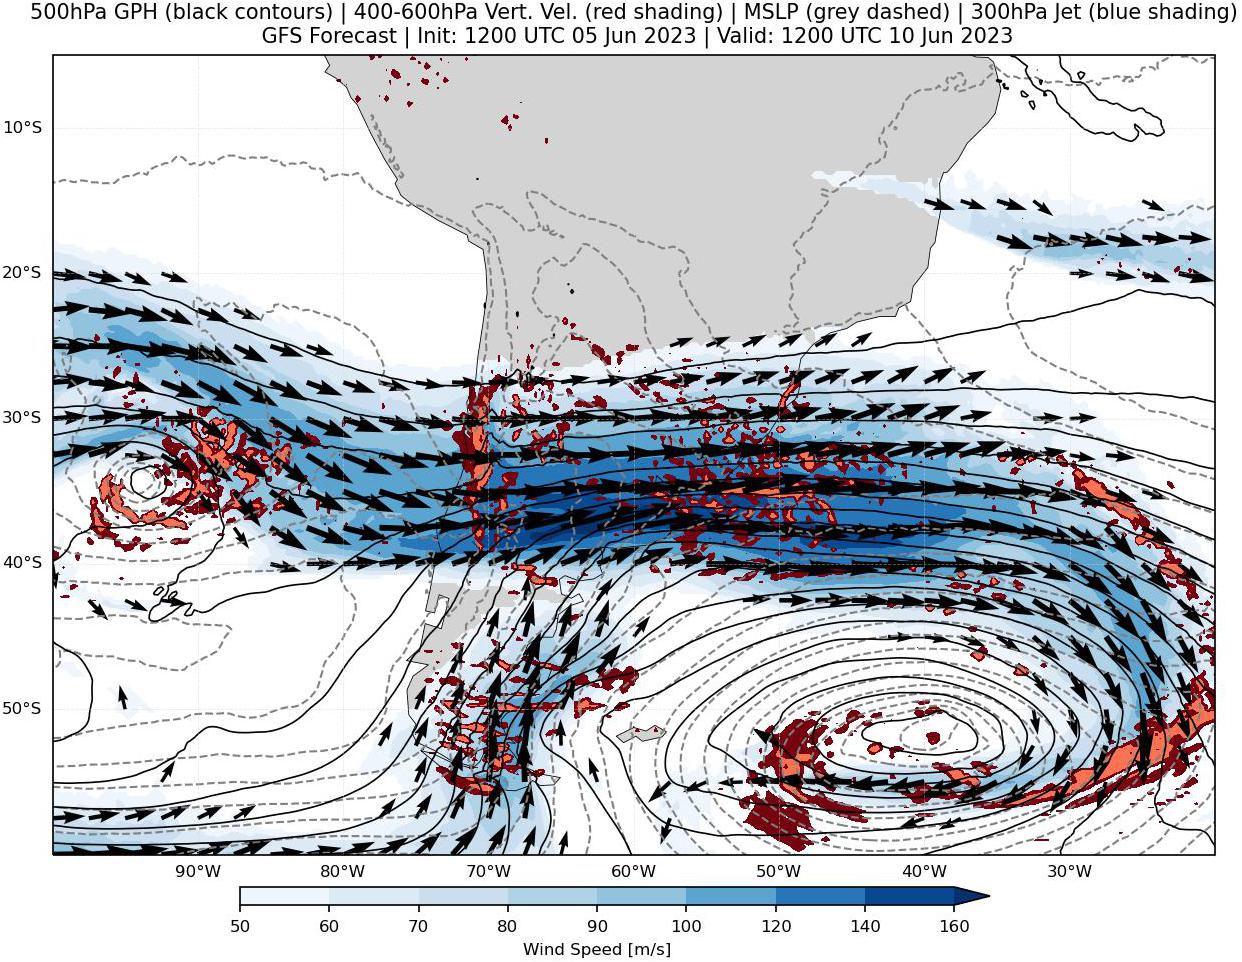 500hPa GPH (black contours) | 400-600hPa Vert. Vel. (red shading) | MSLP (grey dashed) | 300hPa Jet (blue shading)
GFS Forecast | Init: 1200 UTC 05 Jun 2023 | Valid: 1200 UTC 10 Jun 2023
10°S
20°S
30°S
40°S
50°S
90°W 80°W 70°W 60°W 50°W 40°W 30°W
50 60 70 80 90 100 120 140 160
Wind Speed [m/s]